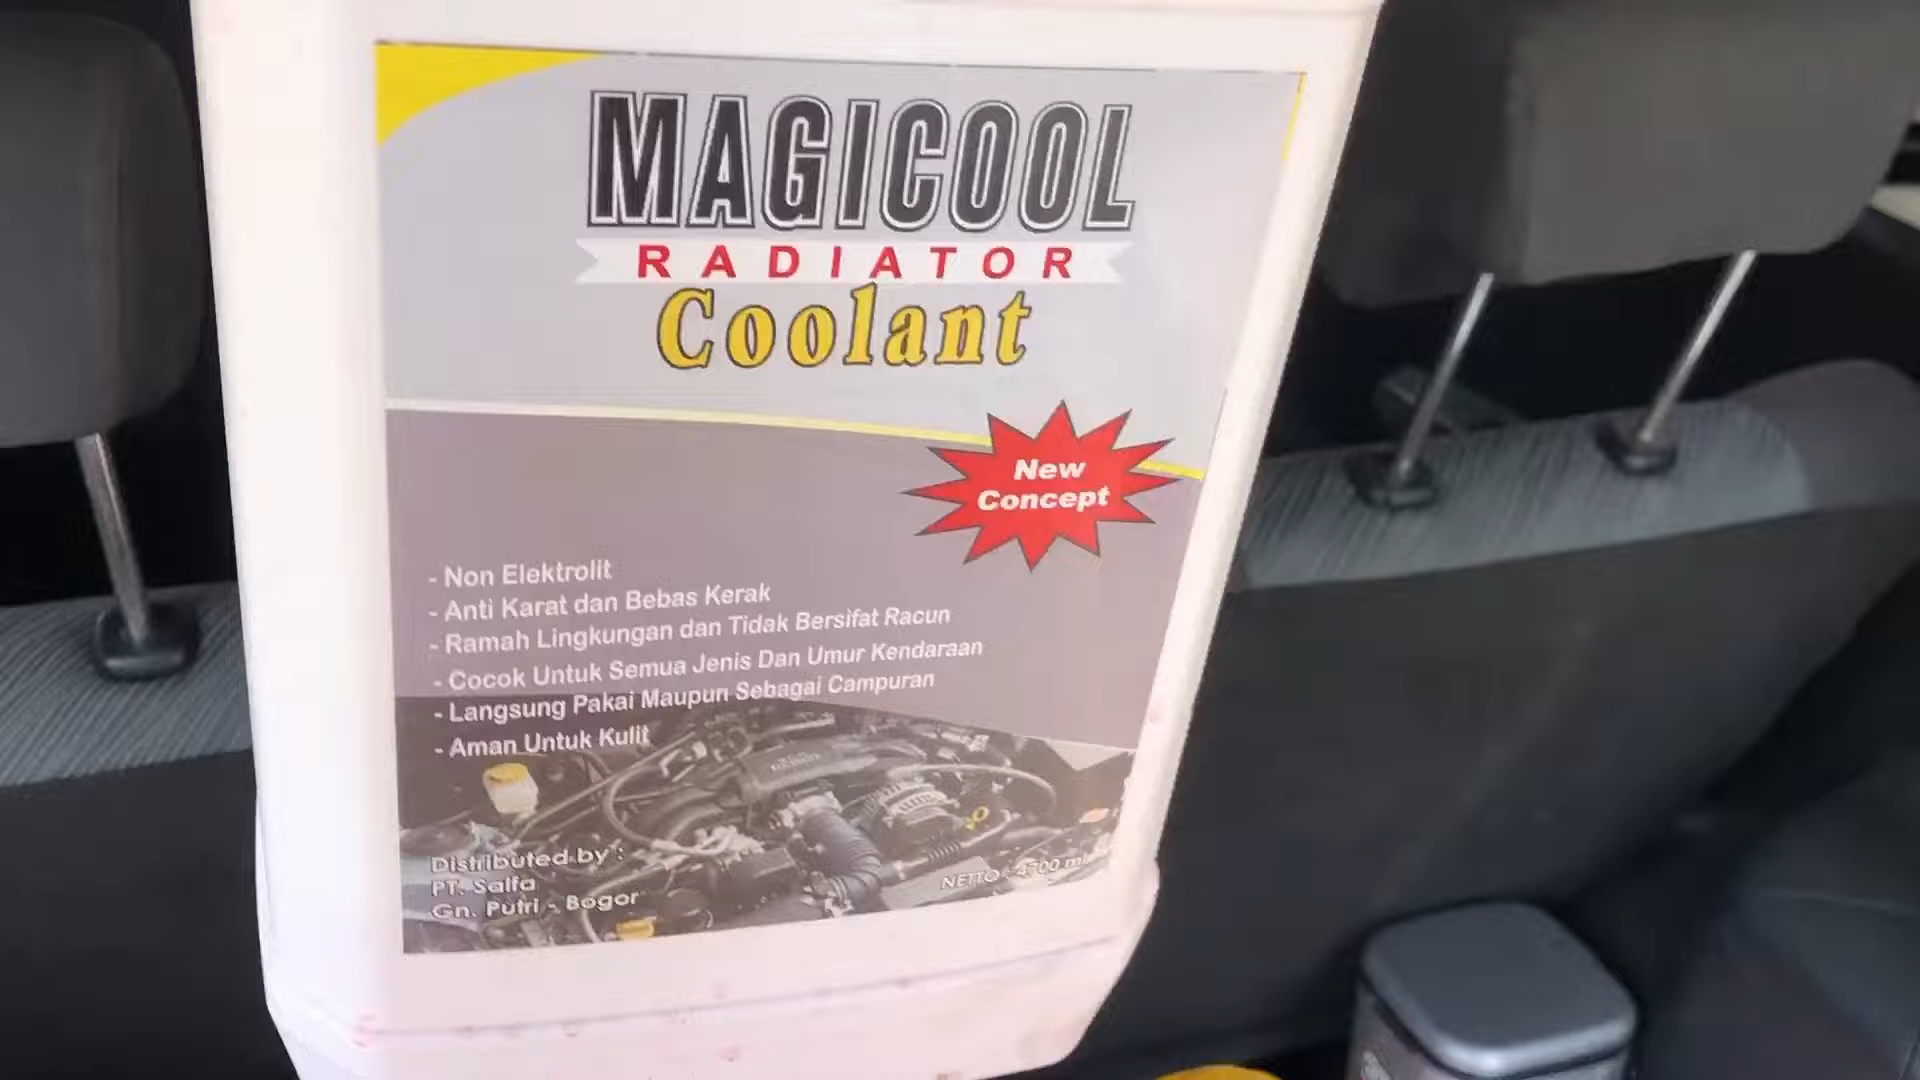 MAGICOOL
RADIATOR
Coolant
New
Concept
- Non Elektrolit
- Anti Karat dan Bebas Kerak
- Ramah Lingkungan dan Tidak Bersifat Racun
- Cocok Untuk Semua Jenis Dan Umur Kendaraan
- Langsung Pakai Maupun Sebagai Campuran
- Aman Untuk Kulit
Distributed by :
PT. Salfa
Gn. Putri - Bogor
NETTO : 4700 ml